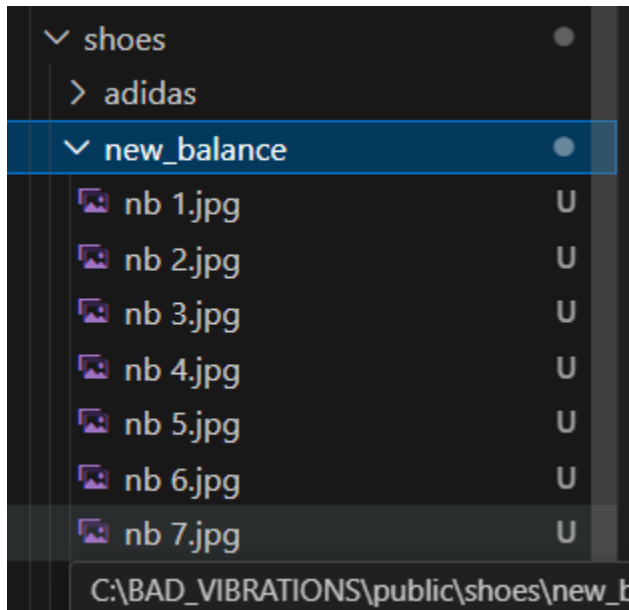 shoes
adidas
new_balance
nb 1.jpg U
nb 2.jpg U
nb 3.jpg U
nb 4.jpg U
nb 5.jpg U
nb 6.jpg U
nb 7.jpg U
C:\BAD_VIBRATIONS\public\shoes\new_b